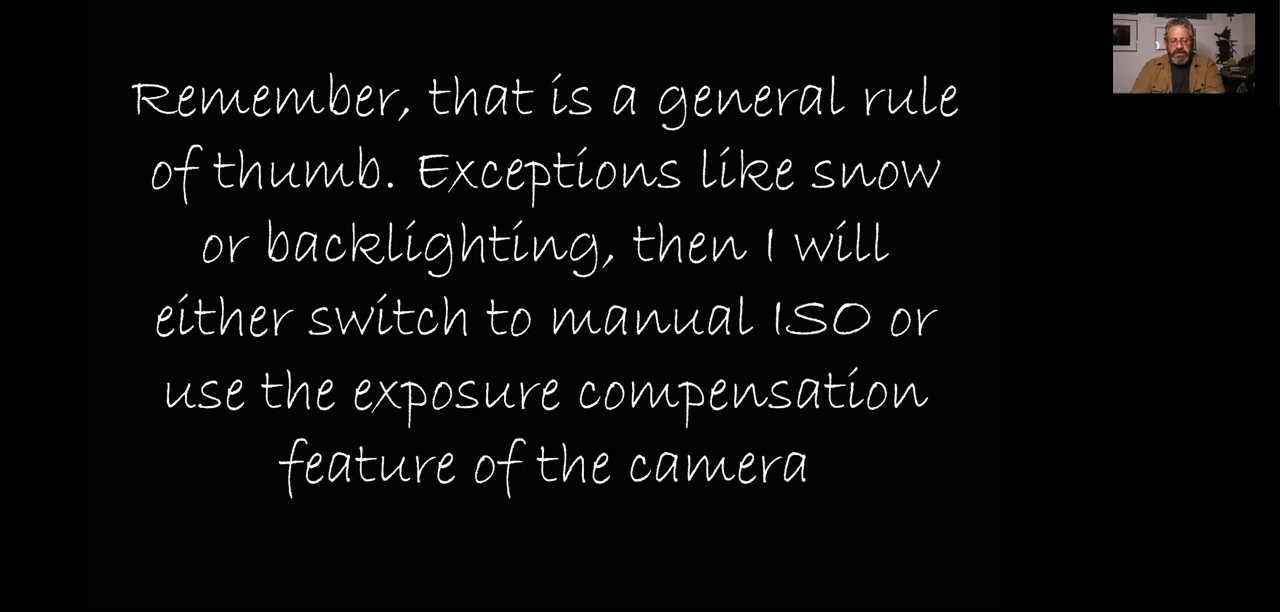 Remember, that is a general rule
of thumb. Exceptions like snow
or backlighting, then I will
either switch to manual ISO or
use the exposure compensation
feature of the camera